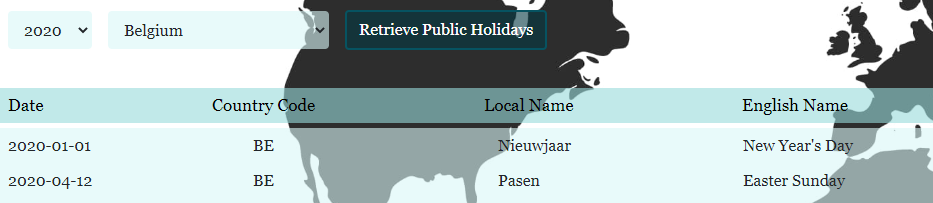 2020 Belgium Retrieve Public Holidays
Date Country Code Local Name English Name
2020-01-01 BE Nieuwjaar New Year's Day
2020-04-12 BE Pasen Easter Sunday